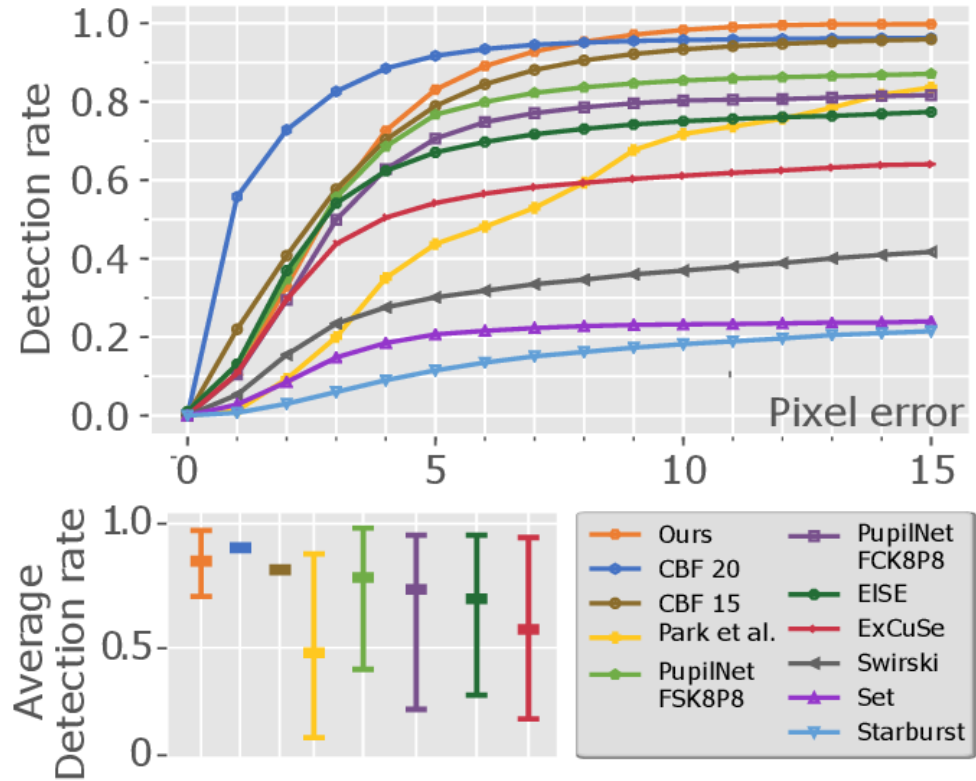 1.0
0.8
0.6
0.4
0.2
0.0
Detection rate
Pixel error
0
5
10
15
Average
Detection rate
1.0
0.5
0
Ours
CBF 20
CBF 15
Park et al.
PupilNet
FSK8P8
PupilNet
FCK8P8
ElSE
ExCuSe
Swirski
Set
Starburst